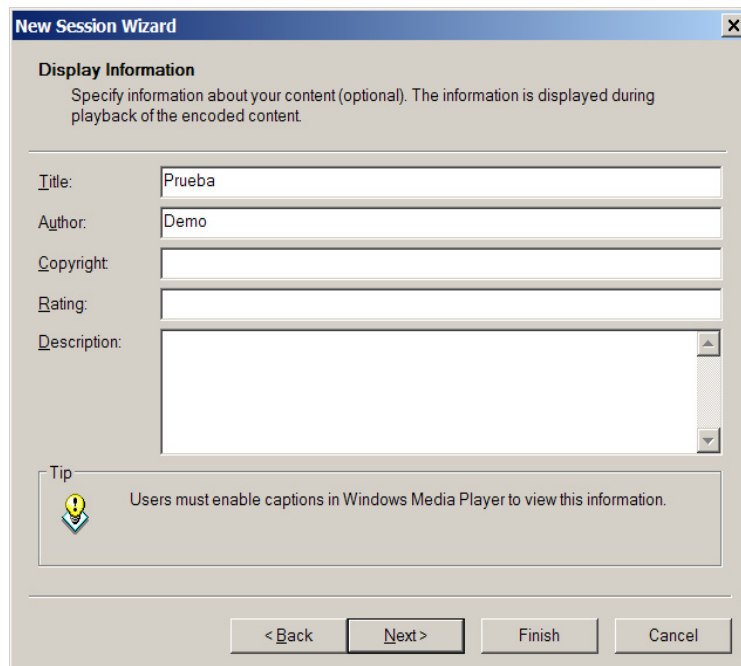 New Session Wizard
Display Information
Specify information about your content (optional). The information is displayed during
playback of the encoded content.
Title:
Prueba
Author:
Demo
Copyright:
Rating:
Description:
Tip
Users must enable captions in Windows Media Player to view this information.
< Back
Next >
Finish
Cancel